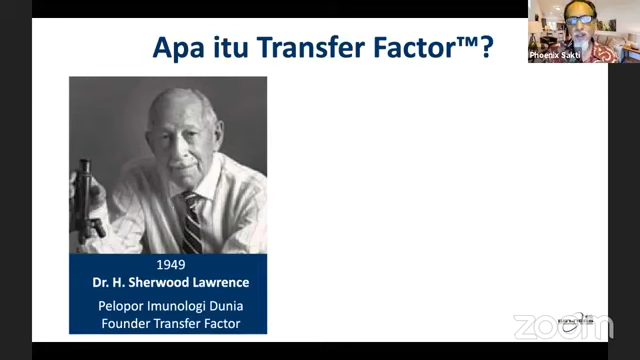 Apa itu Transfer Factor™?
Phoenix Sakti
1949
Dr. H. Sherwood Lawrence
Pelopor Imunologi Dunia
Founder Transfer Factor
zoom